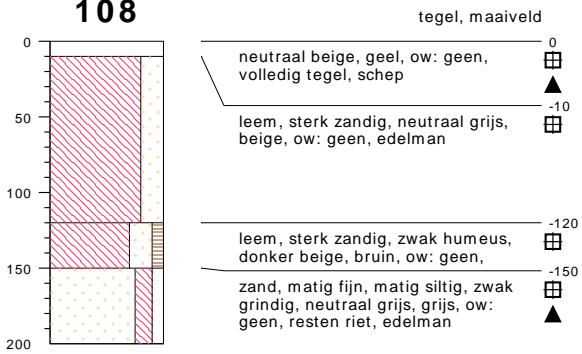 108
tegel, maaiveld
0
0
neutraal beige, geel, ow: geen,
volledig tegel, schep
-10
50
leem, sterk zandig, neutraal grijs,
beige, ow: geen, edelman
100
-120
leem, sterk zandig, zwak humeus,
donker beige, bruin, ow: geen,
150
-150
zand, matig fijn, matig siltig, zwak
grindig, neutraal grijs, grijs, ow:
geen, resten riet, edelman
200